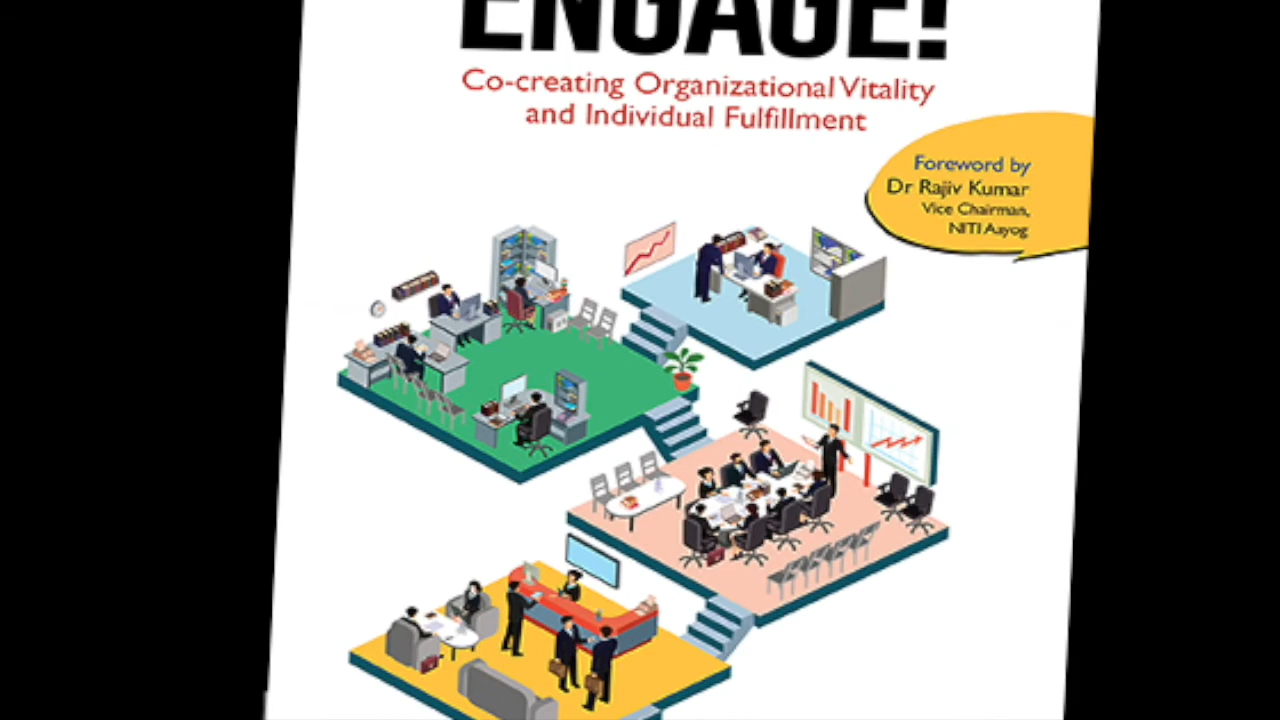 ENGAGE!
Co-creating Organizational Vitality
and Individual Fulfillment
Foreword by
Dr Rajiv Kumar
Vice Chairman,
NITI Aayog